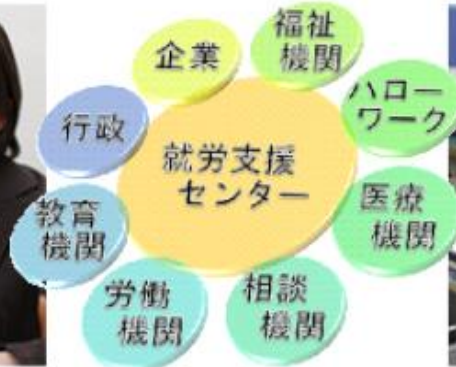 福祉
機関
企業
ハロー
ワーク
行政
就労支援
センター
医療
機関
教育
機関
労働
機関
相談
機関